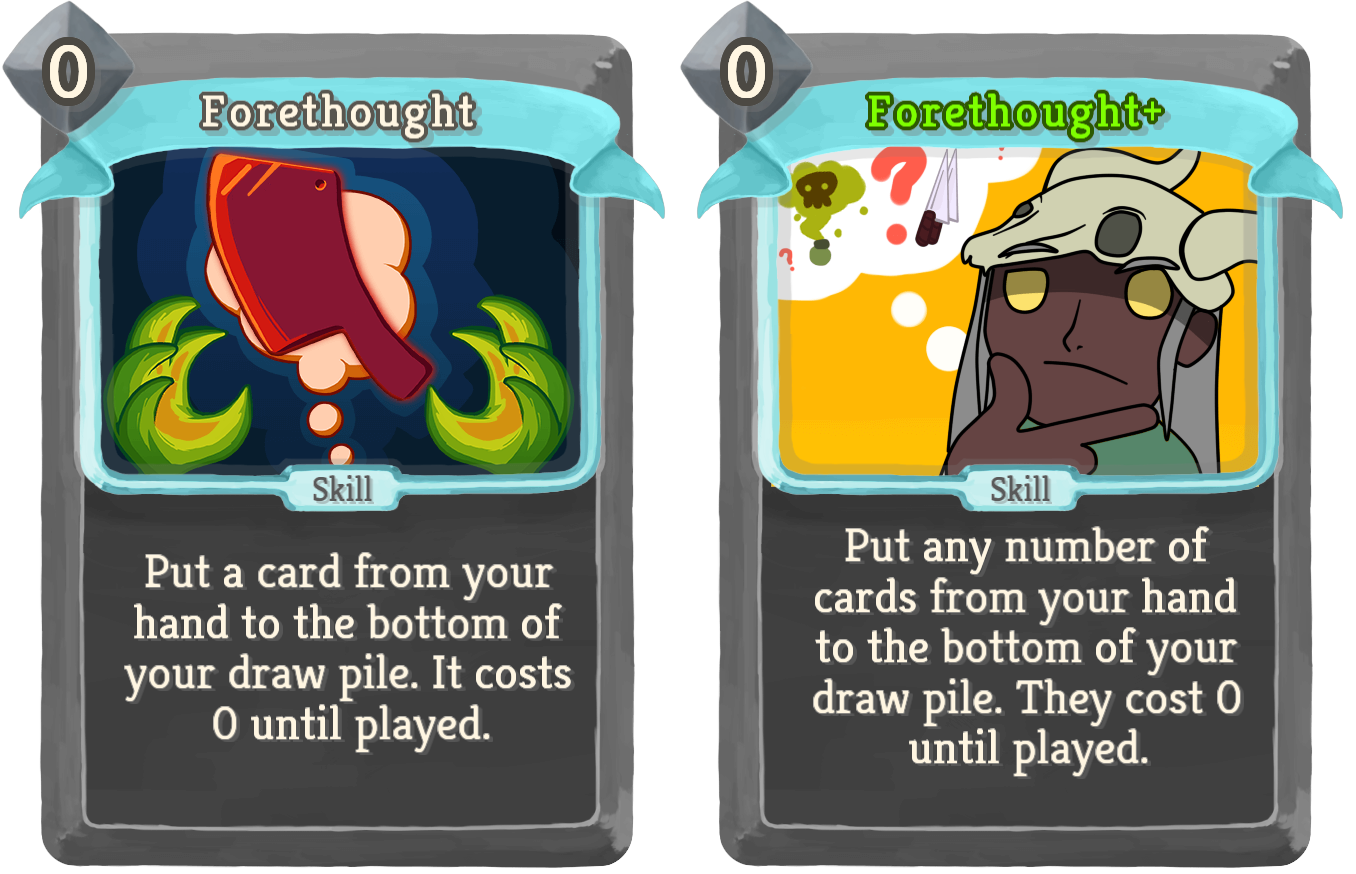 0
Forethought
Skill
Put a card from your
hand to the bottom of
your draw pile. It costs
0 until played.
0
Forethought+
?
?
Skill
Put any number of
cards from your hand
to the bottom of your
draw pile. They cost 0
until played.